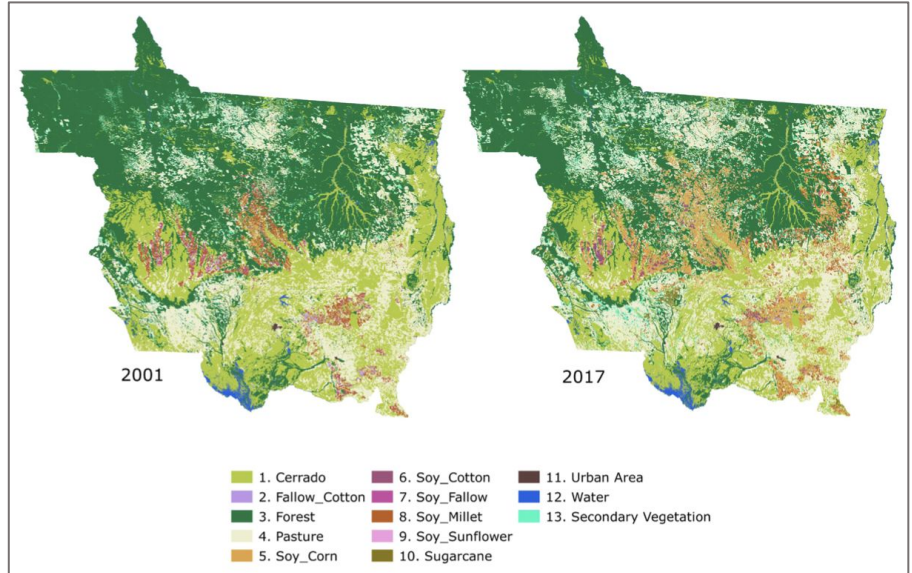 2001
2017
1. Cerrado
2. Fallow_Cotton
3. Forest
4. Pasture
5. Soy_Corn
6. Soy_Cotton
7. Soy_Fallow
8. Soy_Millet
9. Soy_Sunflower
10. Sugarcane
11. Urban Area
12. Water
13. Secondary Vegetation